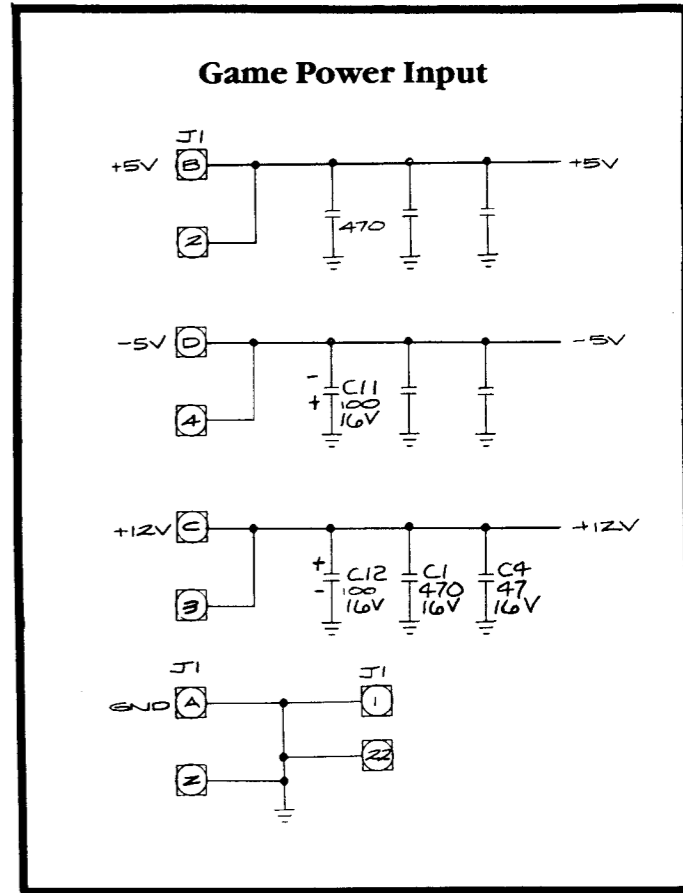 Game Power Input
J1
+5V B +5V
470
2
-5V D -5V
- C11
+ 100
16V
4
+12V C +12V
+ C12 C1 C4
- 100 470 47
16V 16V 16V
3
J1 J1
GND A 1
22
Z